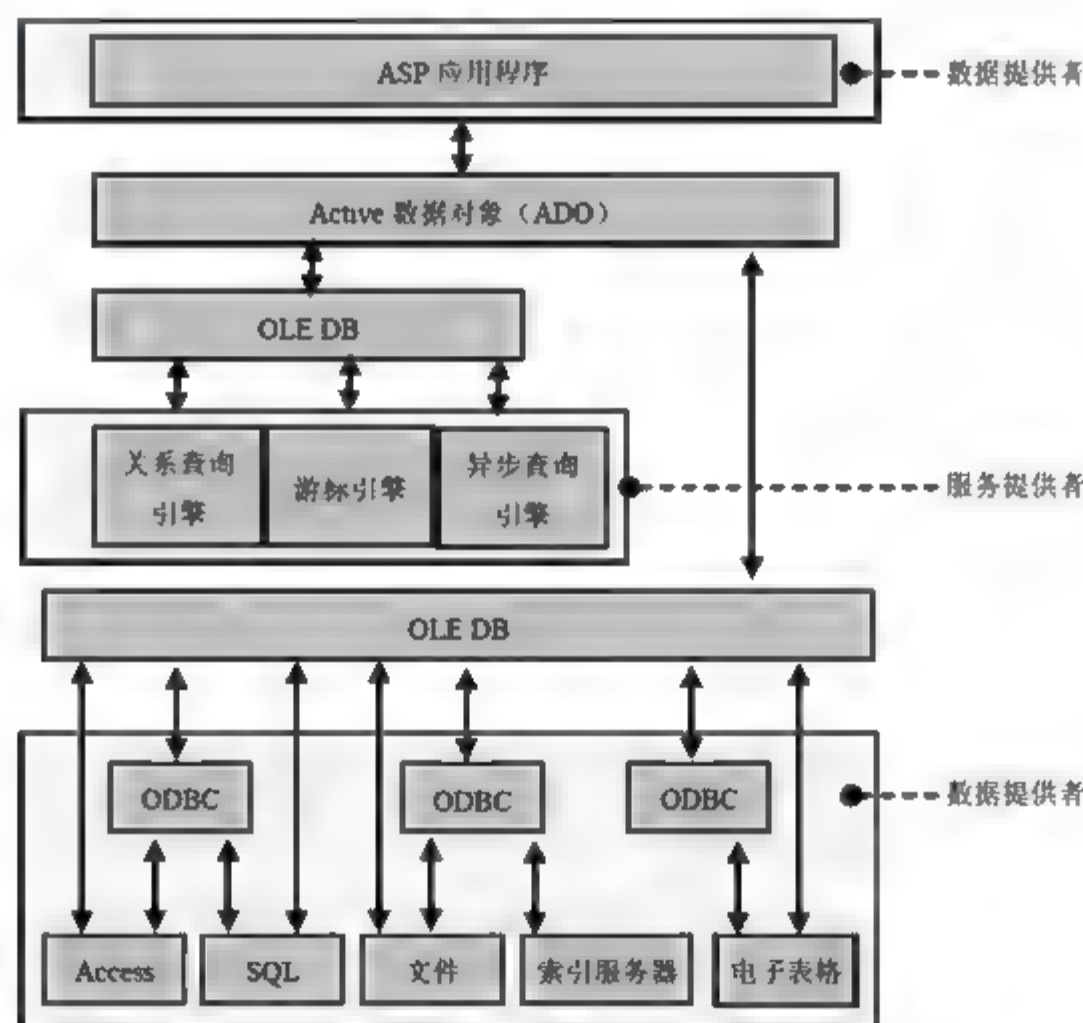 ASP 应用程序
数据提供者
Active 数据对象（ADO）
OLE DB
关系查询
引擎
游标引擎
异步查询
引擎
服务提供者
OLE DB
ODBC
ODBC
ODBC
数据提供者
Access
SQL
文件
索引服务器
电子表格